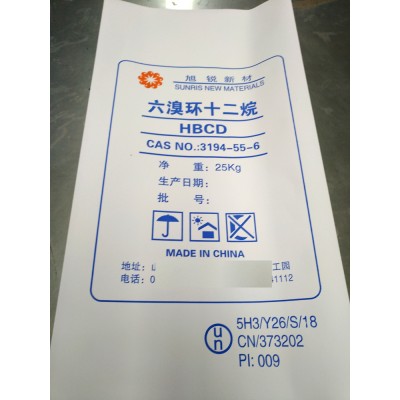 旭锐新材
SUNRIS NEW MATERIALS
六溴环十二烷
HBCD
CAS NO.:3194-55-6
净 重: 25Kg
生产日期:
批 号:
MADE IN CHINA
地址: 工园
电话: 0 1112
un
5H3/Y26/S/18
CN/373202
PI: 009